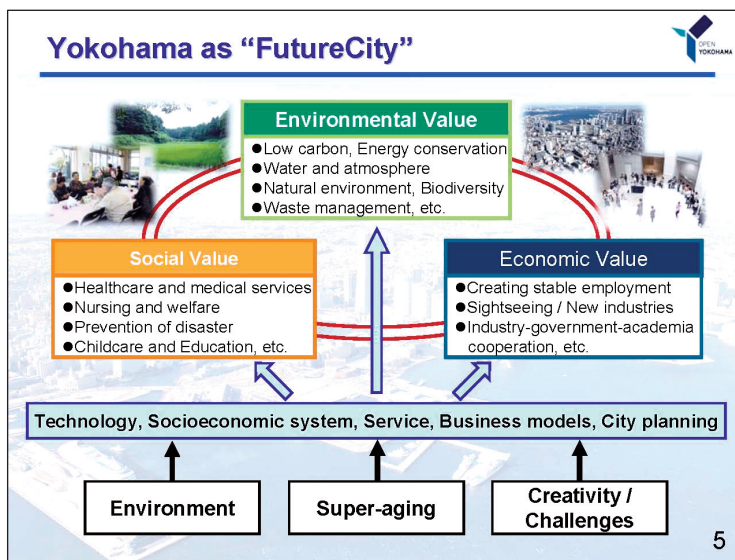 Yokohama as “FutureCity”
OPEN
YOKOHAMA
Environmental Value
●Low carbon, Energy conservation
●Water and atmosphere
●Natural environment, Biodiversity
●Waste management, etc.
Social Value
●Healthcare and medical services
●Nursing and welfare
●Prevention of disaster
●Childcare and Education, etc.
Economic Value
●Creating stable employment
●Sightseeing / New industries
●Industry-government-academia
cooperation, etc.
Technology, Socioeconomic system, Service, Business models, City planning
Environment
Super-aging
Creativity /
Challenges
5